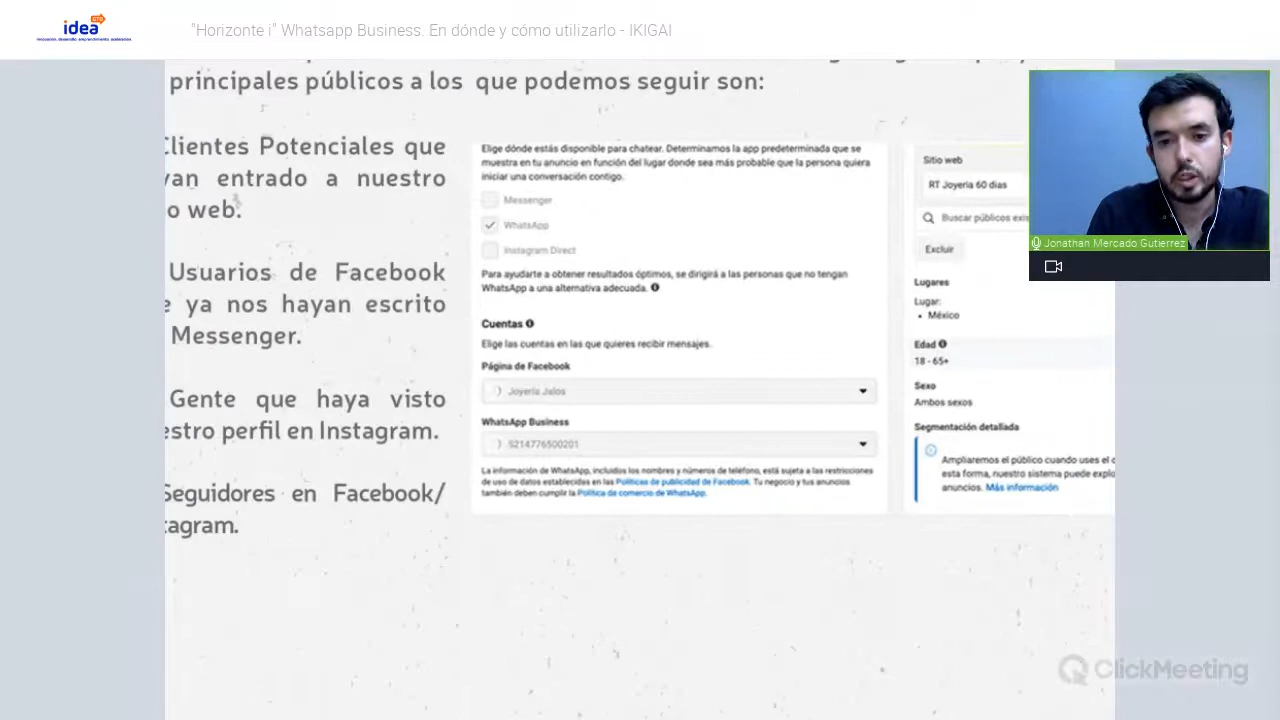 idea GTO
"Horizonte i" Whatsapp Business. En dónde y cómo utilizarlo - IKIGAI
principales públicos a los que podemos seguir son:
Clientes Potenciales que
yan entrado a nuestro
o web.
Usuarios de Facebook
e ya nos hayan escrito
Messenger.
Gente que haya visto
estro perfil en Instagram.
Seguidores en Facebook/
tagram.
Elige dónde estás disponible para chatear. Determinamos la app predeterminada que se
muestra en tu anuncio en función del lugar donde sea más probable que la persona quiera
iniciar una conversación contigo.
Messenger
WhatsApp
Instagram Direct
Para ayudarte a obtener resultados óptimos, se dirigirá a las personas que no tengan
WhatsApp a una alternativa adecuada.
Cuentas
Elige las cuentas en las que quieres recibir mensajes.
Página de Facebook
Joyería Jalos
WhatsApp Business
5214776500201
La información de WhatsApp, incluidos los nombres y números de teléfono, está sujeta a las restricciones
de uso de datos establecidas en las Políticas de publicidad de Facebook. Tu negocio y tus anuncios
también deben cumplir la Política de comercio de WhatsApp.
Sitio web
RT Joyeria 60 dias
Buscar públicos exis
Excluir
Lugares
Lugar:
• México
Edad
18 - 65+
Sexo
Ambos sexos
Segmentación detallada
Ampliaremos el público cuando uses el c
esta forma, nuestro sistema puede explo
anuncios. Más información
Jonathan Mercado Gutierrez
ClickMeeting